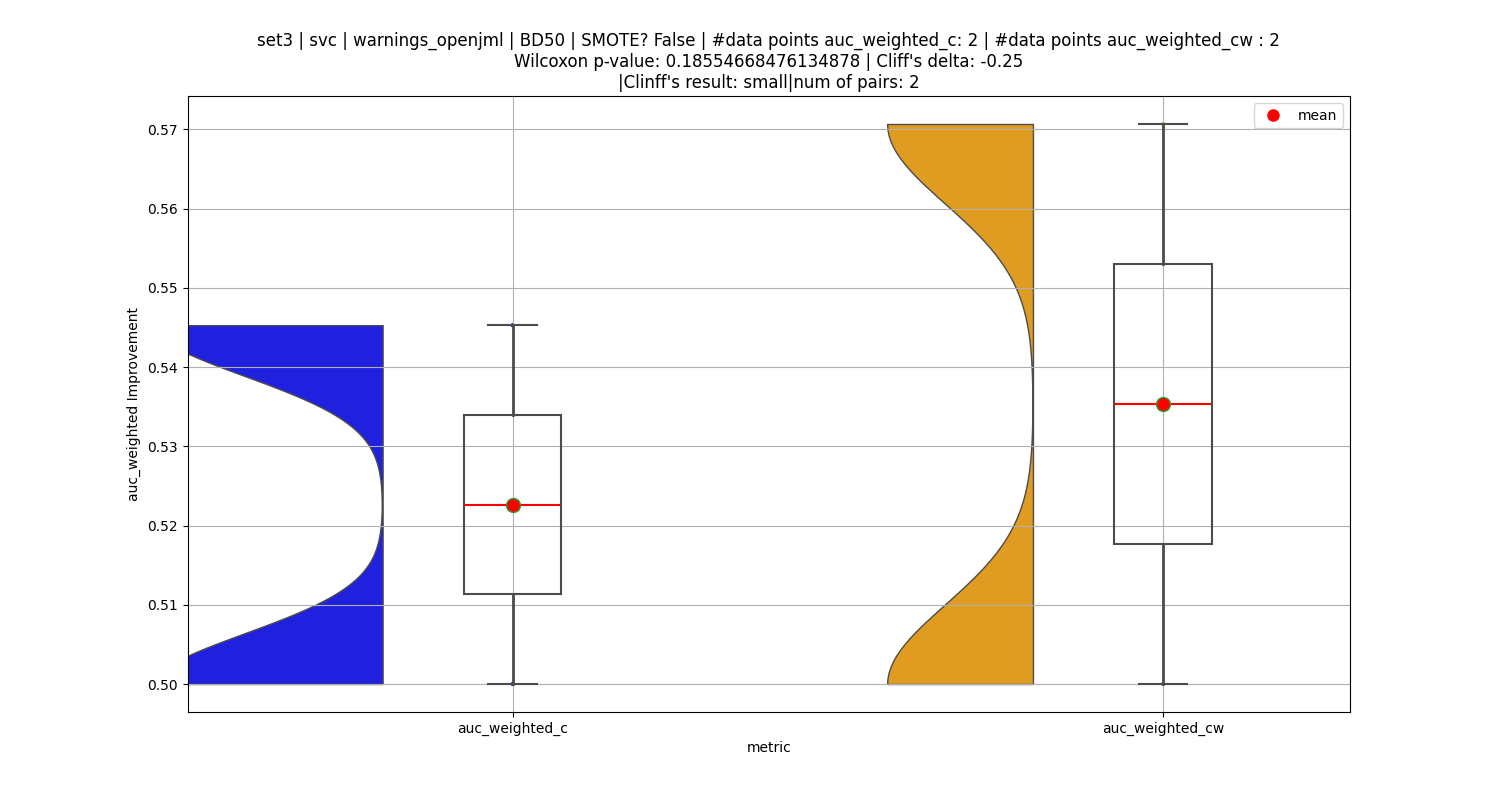 set3 | svc | warnings_openjml | BD50 | SMOTE? False | #data points auc_weighted_c: 2 | #data points auc_weighted_cw : 2
Wilcoxon p-value: 0.18554668476134878 | Cliff's delta: -0.25
|Clinff's result: small|num of pairs: 2
mean
0.57
0.56
0.55
0.54
0.53
0.52
0.51
0.50
auc_weighted Improvement
auc_weighted_c
auc_weighted_cw
metric